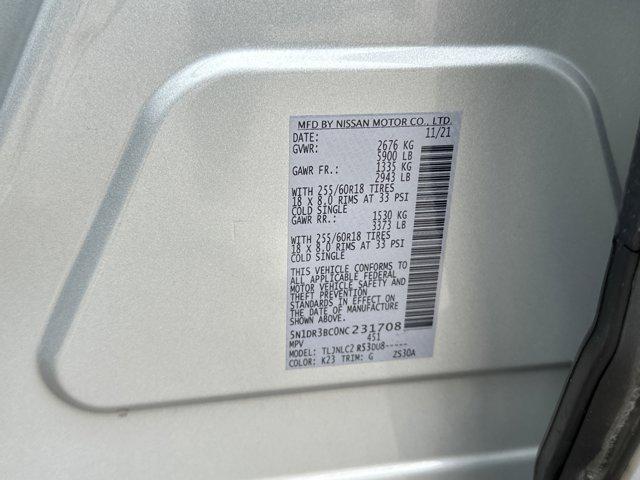 MFD BY NISSAN MOTOR CO., LTD.
DATE: 11/21
GVWR: 2676 KG
5900 LB
GAWR FR.: 1335 KG
2943 LB
WITH 255/60R18 TIRES
18 X 8.0 RIMS AT 33 PSI
COLD SINGLE
GAWR RR.: 1530 KG
3373 LB
WITH 255/60R18 TIRES
18 X 8.0 RIMS AT 33 PSI
COLD SINGLE
THIS VEHICLE CONFORMS TO
ALL APPLICABLE FEDERAL
MOTOR VEHICLE SAFETY AND
THEFT PREVENTION
STANDARDS IN EFFECT ON
THE DATE OF MANUFACTURE
SHOWN ABOVE.
5N1DR3BC0NC231708
MPV 451
MODEL: TLJNLC2 R53DU8-----
COLOR: K23 TRIM: G ZS30A